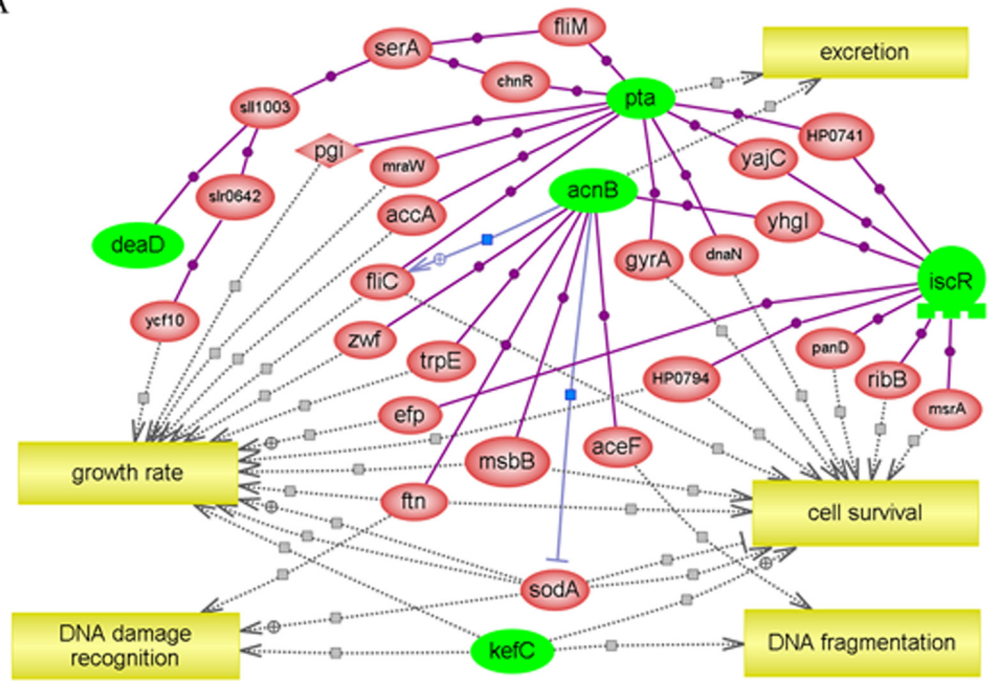 A
fliM
serA
excretion
chnR
pta
sll1003
HP0741
pgi
yajC
mraW
slr0642
acnB
accA
yhgI
deaD
gyrA
dnaN
fliC
iscR
ycf10
zwf
trpE
panD
HP0794
ribB
msrA
efp
growth rate
msbB
aceF
ftn
cell survival
sodA
DNA damage
recognition
kefC
DNA fragmentation